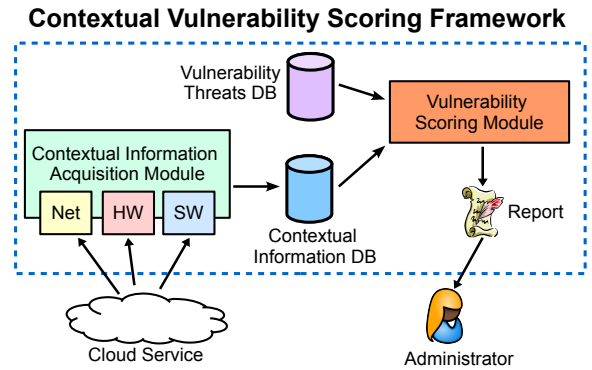 Contextual Vulnerability Scoring Framework
Vulnerability
Threats DB
Vulnerability
Scoring Module
Contextual Information
Acquisition Module
Net
HW
SW
Contextual
Information DB
Report
Cloud Service
Administrator